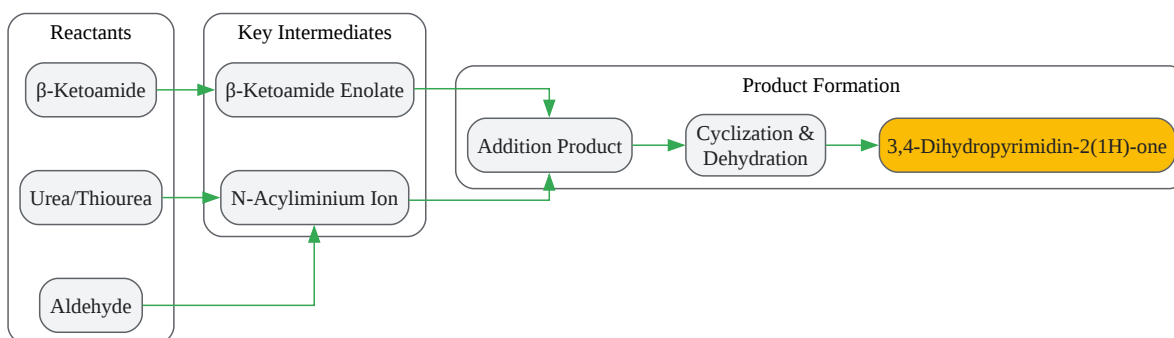 Reactants
Key Intermediates
β-Ketoamide
β-Ketoamide Enolate
Product Formation
Addition Product
Cyclization &
Dehydration
3,4-Dihydropyrimidin-2(1H)-one
Urea/Thiourea
N-Acyliminium Ion
Aldehyde